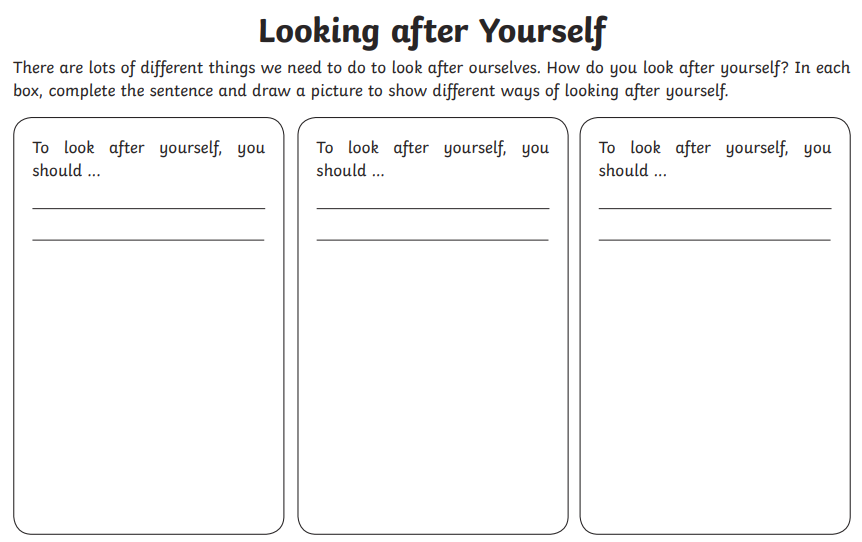 Looking after Yourself
There are lots of different things we need to do to look after ourselves. How do you look after yourself? In each
box, complete the sentence and draw a picture to show different ways of looking after yourself.
To look after yourself, you
should ...
To look after yourself, you
should ...
To look after yourself, you
should ...